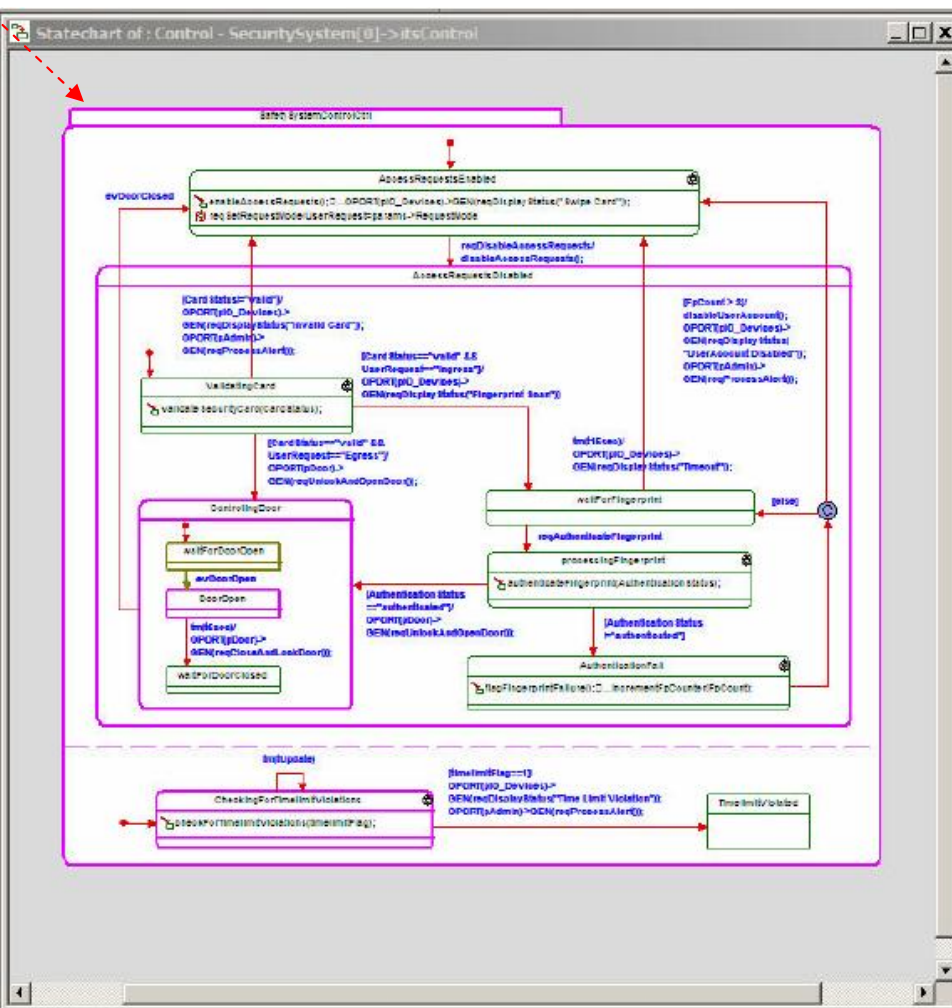 Statechart of : Control - SecuritySystem[0]->itsControl
SafetySystemControlCtrl
AccessRequestsEnabled
enableAccessRequests();...OPORT(pIO_Devices)->GEN(reqDisplayStatus("Swipe Card"));
reqSetRequestMode/UserRequest=params->RequestMode
evDoorClosed
reqDisableAccessRequests/
disableAccessRequests();
AccessRequestsDisabled
[CardStatus!="valid"]/
OPORT(pIO_Devices)->
GEN(reqDisplayStatus("Invalid Card"));
OPORT(pAdmin)->
GEN(reqProcessAlert());
[FpCount > 3]/
disableUserAccount();
OPORT(pIO_Devices)->
GEN(reqDisplayStatus(
"UserAccount Disabled"));
OPORT(pAdmin)->
GEN(reqProcessAlert());
[CardStatus=="valid" &&
UserRequest=="Ingress"]/
OPORT(pIO_Devices)->
GEN(reqDisplayStatus("Fingerprint Scan"))
ValidatingCard
validateSecurityCard(CardStatus);
[CardStatus=="valid" &&
UserRequest=="Egress"]/
OPORT(pDoor)->
GEN(reqUnlockAndOpenDoor());
OPORT(pIO_Devices)->
GEN(reqDisplayStatus("Timeout"));
waitForFingerprint
[else]
C
ControllingDoor
reqAuthenticateFingerprint
waitForDoorOpen
evDoorOpen
processingFingerprint
authenticateFingerprint(AuthenticationStatus);
DoorOpen
[AuthenticationStatus
=="authenticated"]/
OPORT(pDoor)->
GEN(reqUnlockAndOpenDoor());
OPORT(pDoor)->
GEN(reqCloseAndLockDoor());
[AuthenticationStatus
!="authenticated"]
waitForDoorClosed
AuthenticationFail
flagFingerprintFailure();...incrementFpCounter(FpCount);
tm(tUpdate)
[timelimitFlag==1]/
OPORT(pIO_Devices)->
GEN(reqDisplayStatus("Time Limit Violation"));
OPORT(pAdmin)->GEN(reqProcessAlert());
CheckingForTimelimitViolations
checkForTimelimitViolations(timelimitFlag);
TimelimitViolated